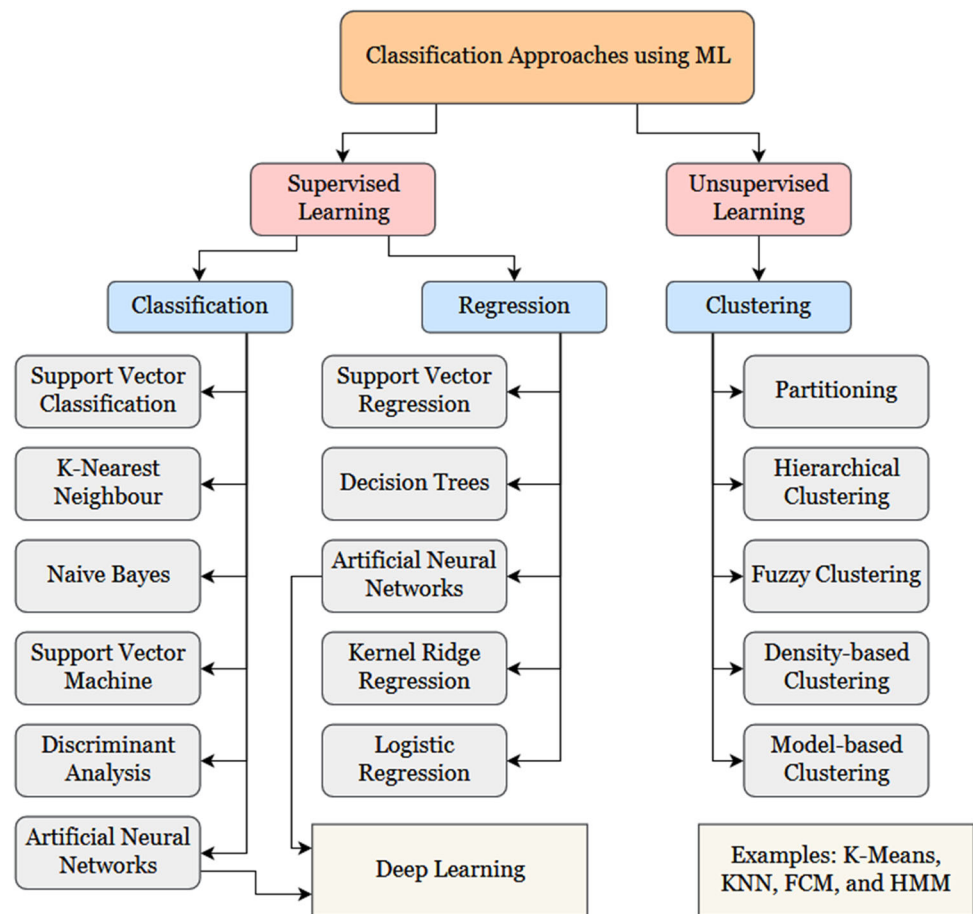 Classification Approaches using ML
Supervised
Learning
Unsupervised
Learning
Classification
Regression
Clustering
Support Vector
Classification
K-Nearest
Neighbour
Naive Bayes
Support Vector
Machine
Discriminant
Analysis
Artificial Neural
Networks
Support Vector
Regression
Decision Trees
Artificial Neural
Networks
Kernel Ridge
Regression
Logistic
Regression
Deep Learning
Partitioning
Hierarchical
Clustering
Fuzzy Clustering
Density-based
Clustering
Model-based
Clustering
Examples: K-Means,
KNN, FCM, and HMM